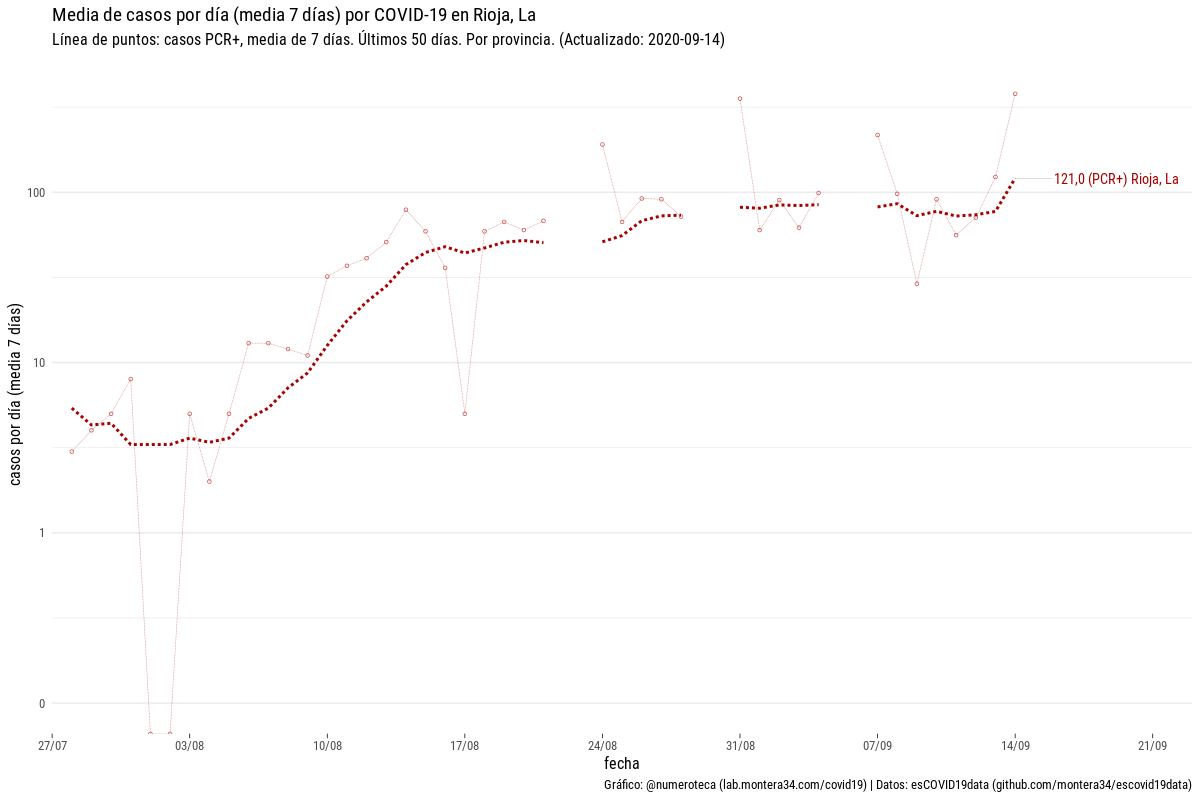 Media de casos por día (media 7 días) por COVID-19 en Rioja, La
Línea de puntos: casos PCR+, media de 7 días. Últimos 50 días. Por provincia. (Actualizado: 2020-09-14)
casos por día (media 7 días)
100
10
1
0
121,0 (PCR+) Rioja, La
27/07 03/08 10/08 17/08 24/08 31/08 07/09 14/09 21/09
fecha
Gráfico: @numeroteca (lab.montera34.com/covid19) | Datos: esCOVID19data (github.com/montera34/escovid19data)